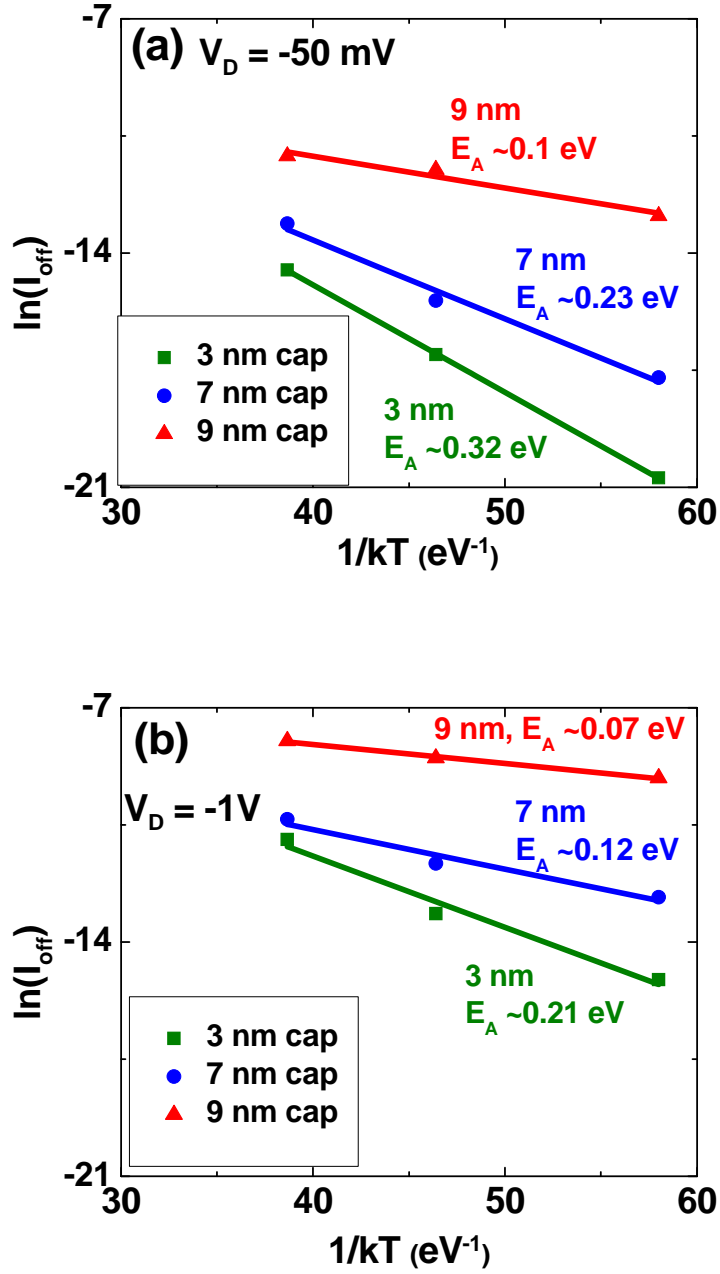 -7
(a) V_D = -50 mV
9 nm
E_A ~0.1 eV
-14
7 nm
E_A ~0.23 eV
ln(I_off)
3 nm cap
7 nm cap
9 nm cap
3 nm
E_A ~0.32 eV
-21
30 40 50 60
1/kT (eV⁻¹)
-7
(b)
9 nm, E_A ~0.07 eV
V_D = -1V
7 nm
E_A ~0.12 eV
-14
ln(I_off)
3 nm
E_A ~0.21 eV
3 nm cap
7 nm cap
9 nm cap
-21
30 40 50 60
1/kT (eV⁻¹)